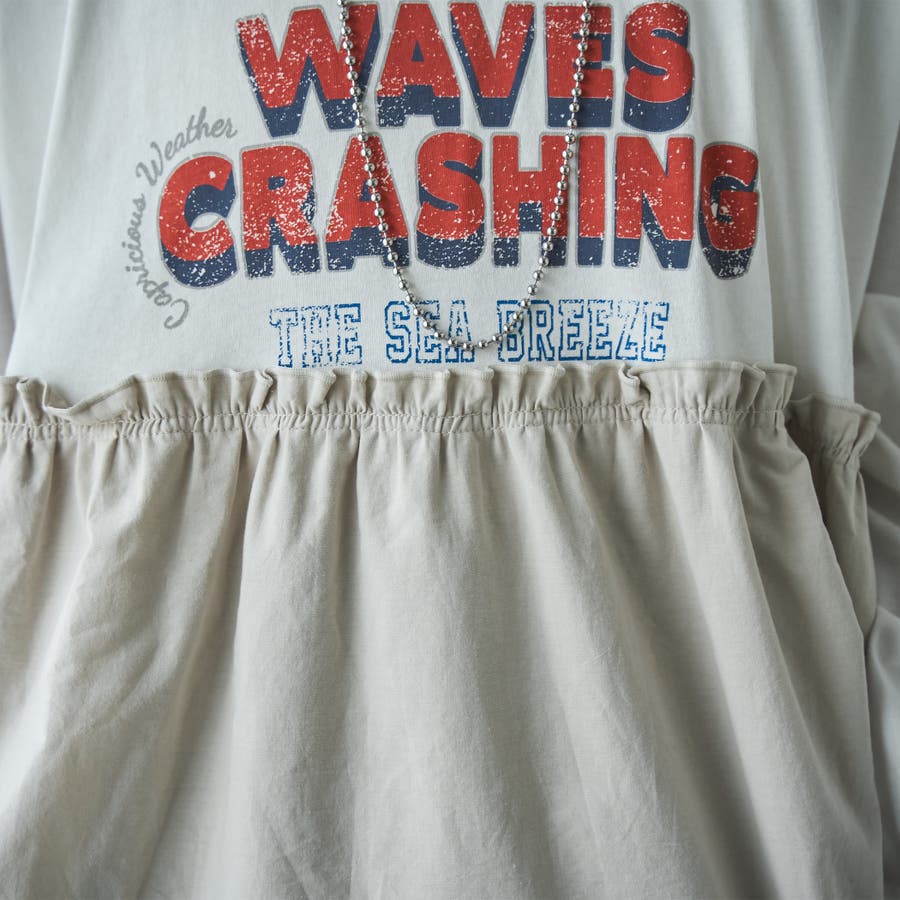 WAVES
Capricious Weather
CRASHING
THE SEA BREEZE